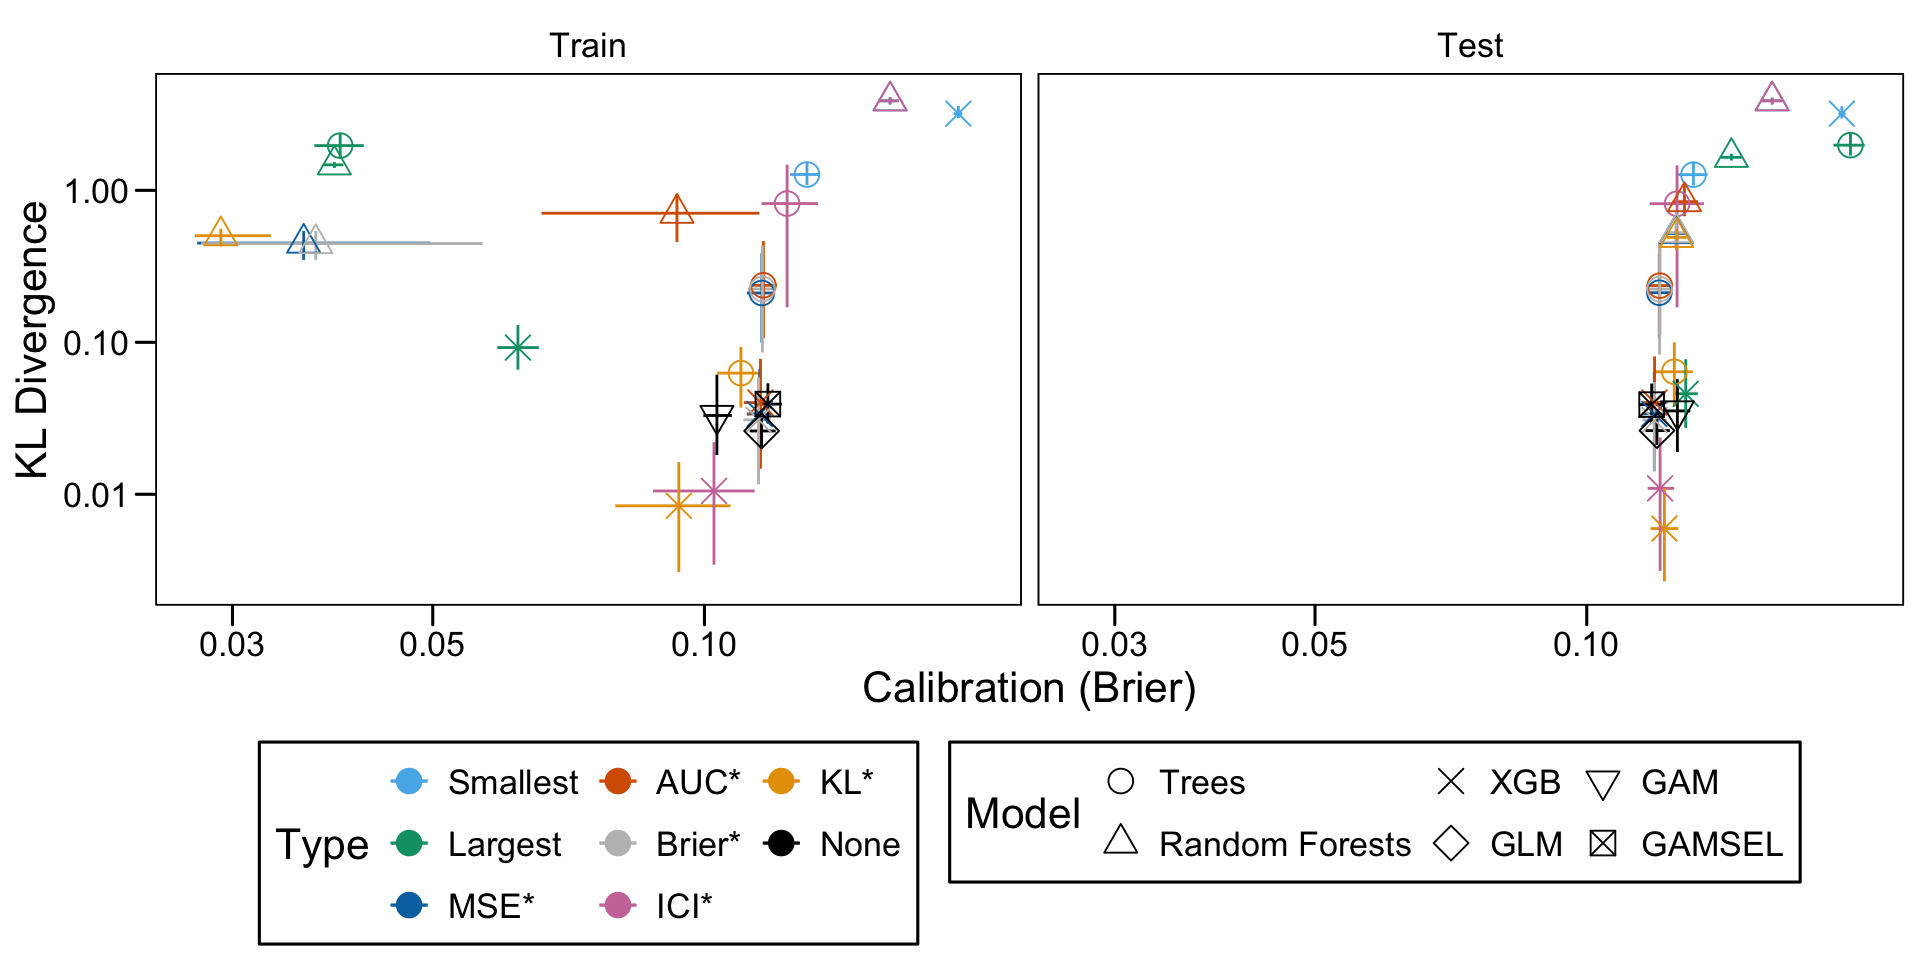 Train
Test
KL Divergence
1.00
0.10
0.01
0.03
0.05
0.10
0.03
0.05
0.10
Calibration (Brier)
Type
Smallest
Largest
MSE*
AUC*
Brier*
ICI*
KL*
None
Model
Trees
Random Forests
XGB
GLM
GAM
GAMSEL